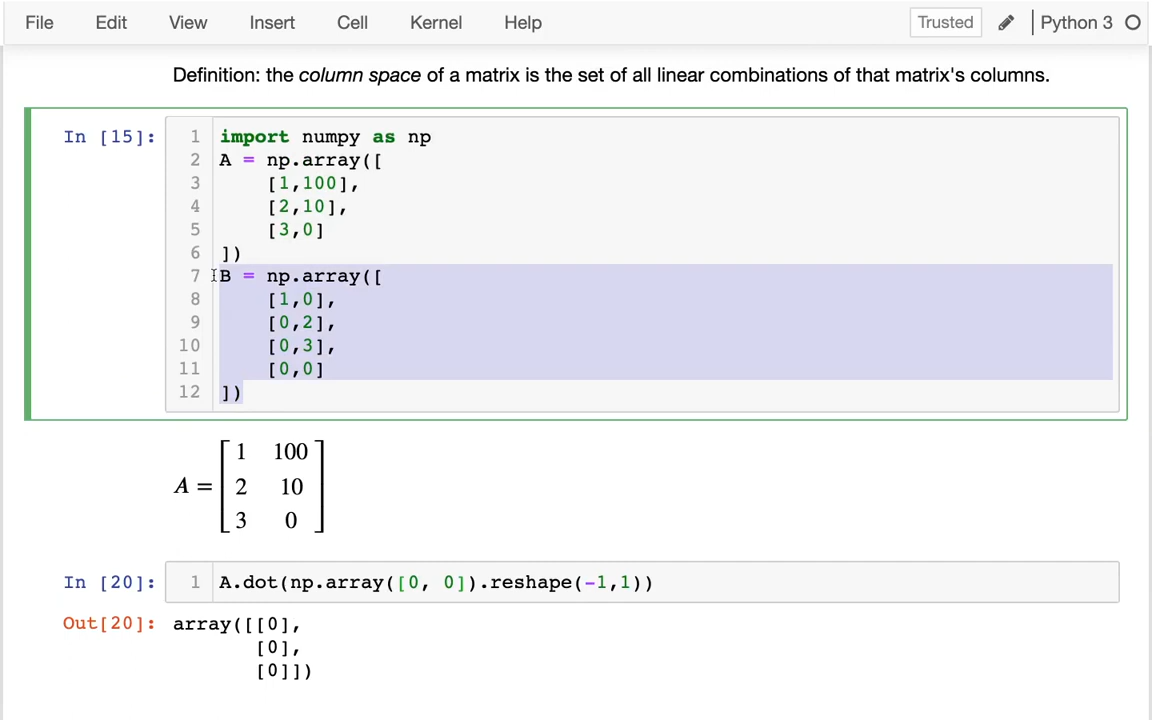 File Edit View Insert Cell Kernel Help Trusted Python 3
Definition: the column space of a matrix is the set of all linear combinations of that matrix's columns.
In [15]: 1 import numpy as np
2 A = np.array([
3 [1,100],
4 [2,10],
5 [3,0]
6 ])
7 B = np.array([
8 [1,0],
9 [0,2],
10 [0,3],
11 [0,0]
12 ])
1 100
A = 2 10
3 0
In [20]: 1 A.dot(np.array([0, 0]).reshape(-1,1))
Out[20]: array([[0],
[0],
[0]])